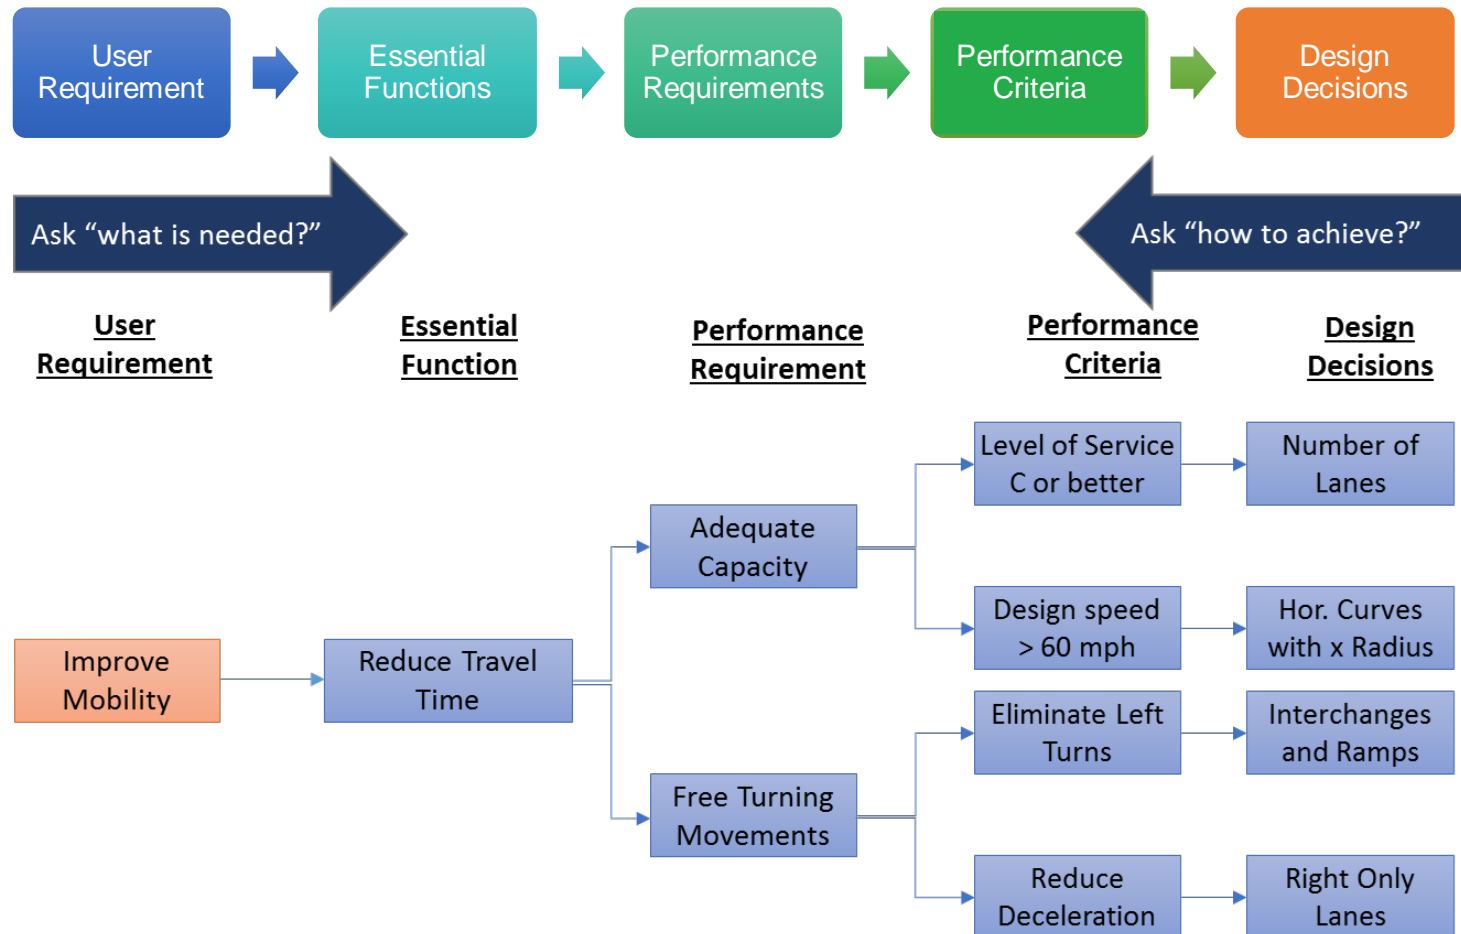 User
Requirement
Essential
Functions
Performance
Requirements
Performance
Criteria
Design
Decisions
Ask “what is needed?”
Ask “how to achieve?”
User
Requirement
Essential
Function
Performance
Requirement
Performance
Criteria
Design
Decisions
Improve
Mobility
Reduce Travel
Time
Adequate
Capacity
Free Turning
Movements
Level of Service
C or better
Number of
Lanes
Design speed
> 60 mph
Hor. Curves
with x Radius
Eliminate Left
Turns
Interchanges
and Ramps
Reduce
Deceleration
Right Only
Lanes